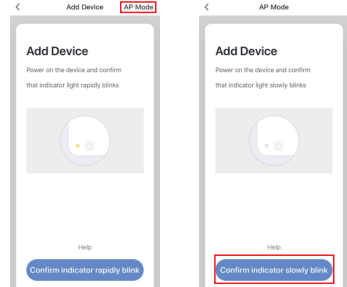 Add Device AP Mode
Add Device
Power on the device and confirm
that indicator light rapidly blinks
Help
Confirm indicator rapidly blink
AP Mode
Add Device
Power on the device and confirm
that indicator light slowly blinks
Help
Confirm indicator slowly blink